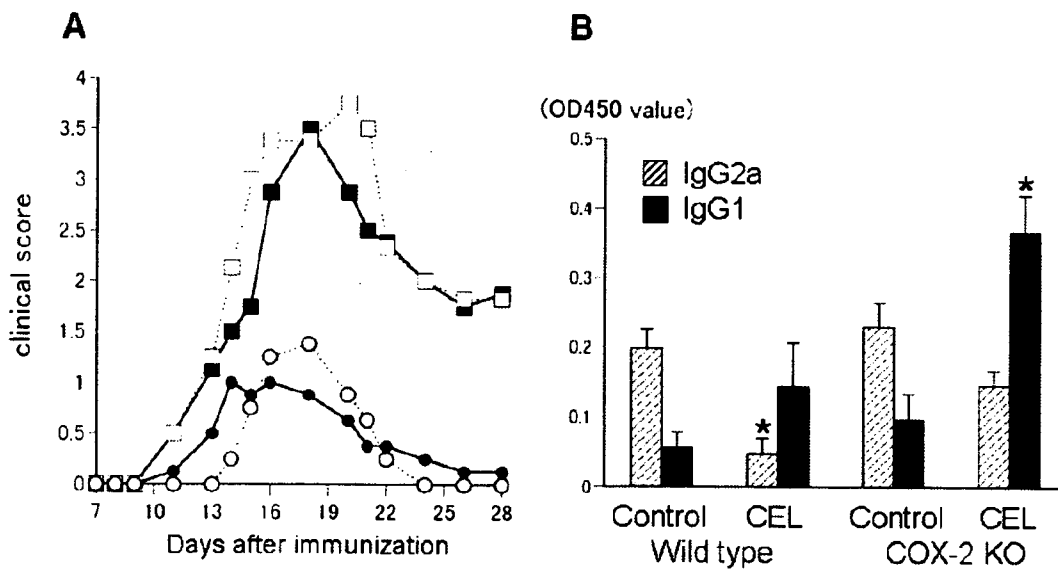 A
4
3.5
3
2.5
2
1.5
1
0.5
0
clinical score
7 10 13 16 19 22 25 28
Days after immunization
B
(OD450 value)
0.5
0.4
0.3
0.2
0.1
0
IgG2a
IgG1
*
*
Control CEL Control CEL
Wild type COX-2 KO